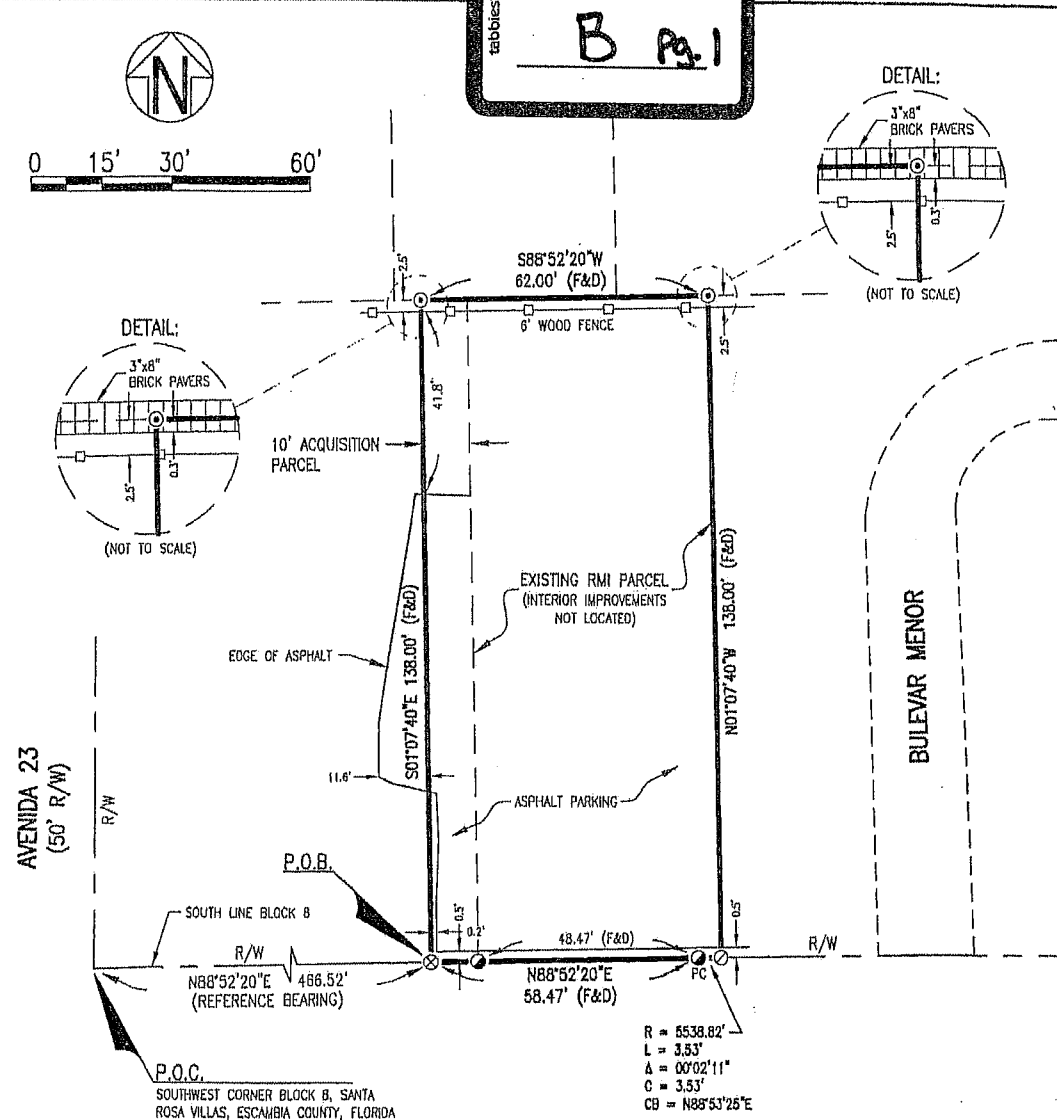 tabbies
B Pg. 1
N
0 15' 30' 60'
DETAIL:
3"x8"
BRICK PAVERS
2.5'
0.3'
(NOT TO SCALE)
S88°52'20"W
62.00' (F&D)
2.5'
6' WOOD FENCE
2.5'
DETAIL:
3"x8"
BRICK PAVERS
2.5'
0.3'
(NOT TO SCALE)
41.8'
10' ACQUISITION
PARCEL
EXISTING RMI PARCEL
(INTERIOR IMPROVEMENTS
NOT LOCATED)
S01°07'40"E 138.00' (F&D)
N01°07'40"W 138.00' (F&D)
EDGE OF ASPHALT
11.6'
ASPHALT PARKING
BULEVAR MENOR
AVENIDA 23
(50' R/W)
R/W
P.O.B.
SOUTH LINE BLOCK 8
R/W
N88°52'20"E 466.52'
(REFERENCE BEARING)
0.5'
0.2'
48.47' (F&D)
N88°52'20"E
58.47' (F&D)
PC
0.5'
R/W
R = 5538.82'
L = 3.53'
Δ = 00°02'11"
C = 3.53'
CB = N88°53'25"E
P.O.C.
SOUTHWEST CORNER BLOCK 8, SANTA
ROSA VILLAS, ESCAMBIA COUNTY, FLORIDA